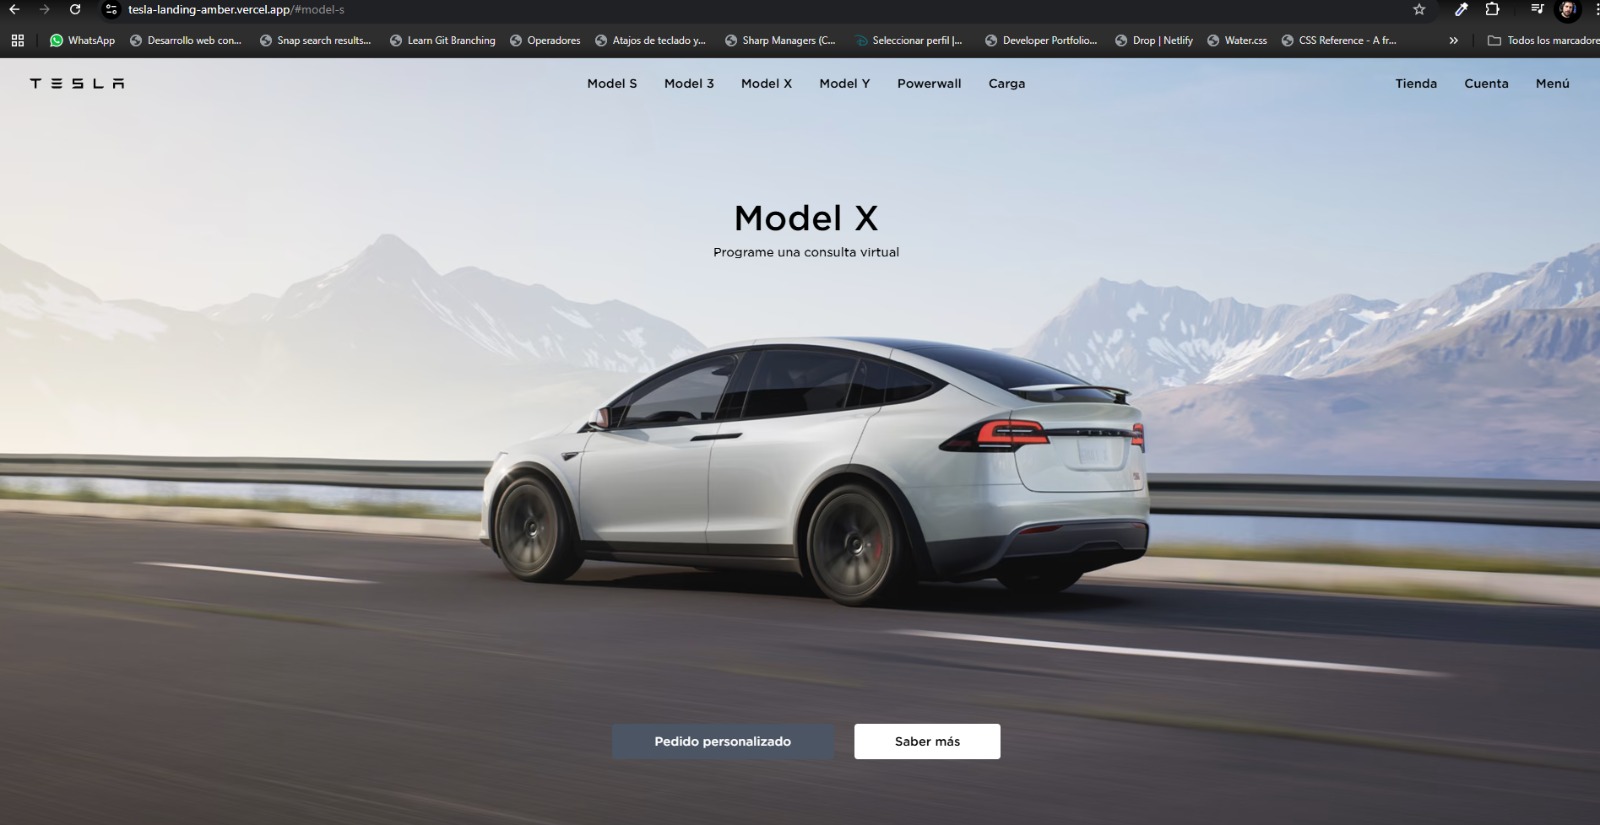 tesla-landing-amber.vercel.app/#model-s
WhatsApp Desarrollo web con... Snap search results... Learn Git Branching Operadores Atajos de teclado y... Sharp Managers (C... Seleccionar perfil |... Developer Portfolio... Drop | Netlify Water.css CSS Reference - A fr... » Todos los marcadore
TESLA Model S Model 3 Model X Model Y Powerwall Carga Tienda Cuenta Menú
Model X
Programe una consulta virtual
TESLA
Pedido personalizado Saber más